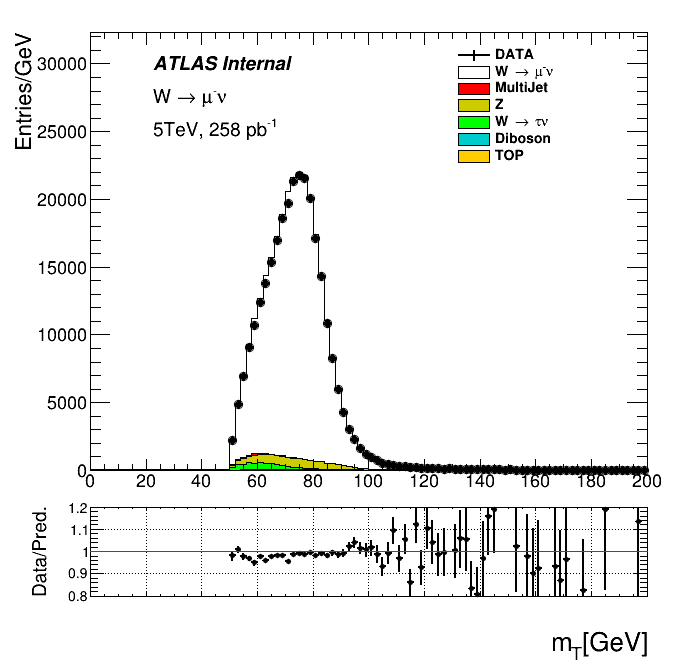 Entries/GeV
30000
25000
20000
15000
10000
5000
0
ATLAS Internal
W → μ⁻ν
5TeV, 258 pb⁻¹
DATA
W → μ⁻ν
MultiJet
Z
W → τν
Diboson
TOP
0 20 40 60 80 100 120 140 160 180 200
Data/Pred.
1.2
1.1
1
0.9
0.8
m_T[GeV]